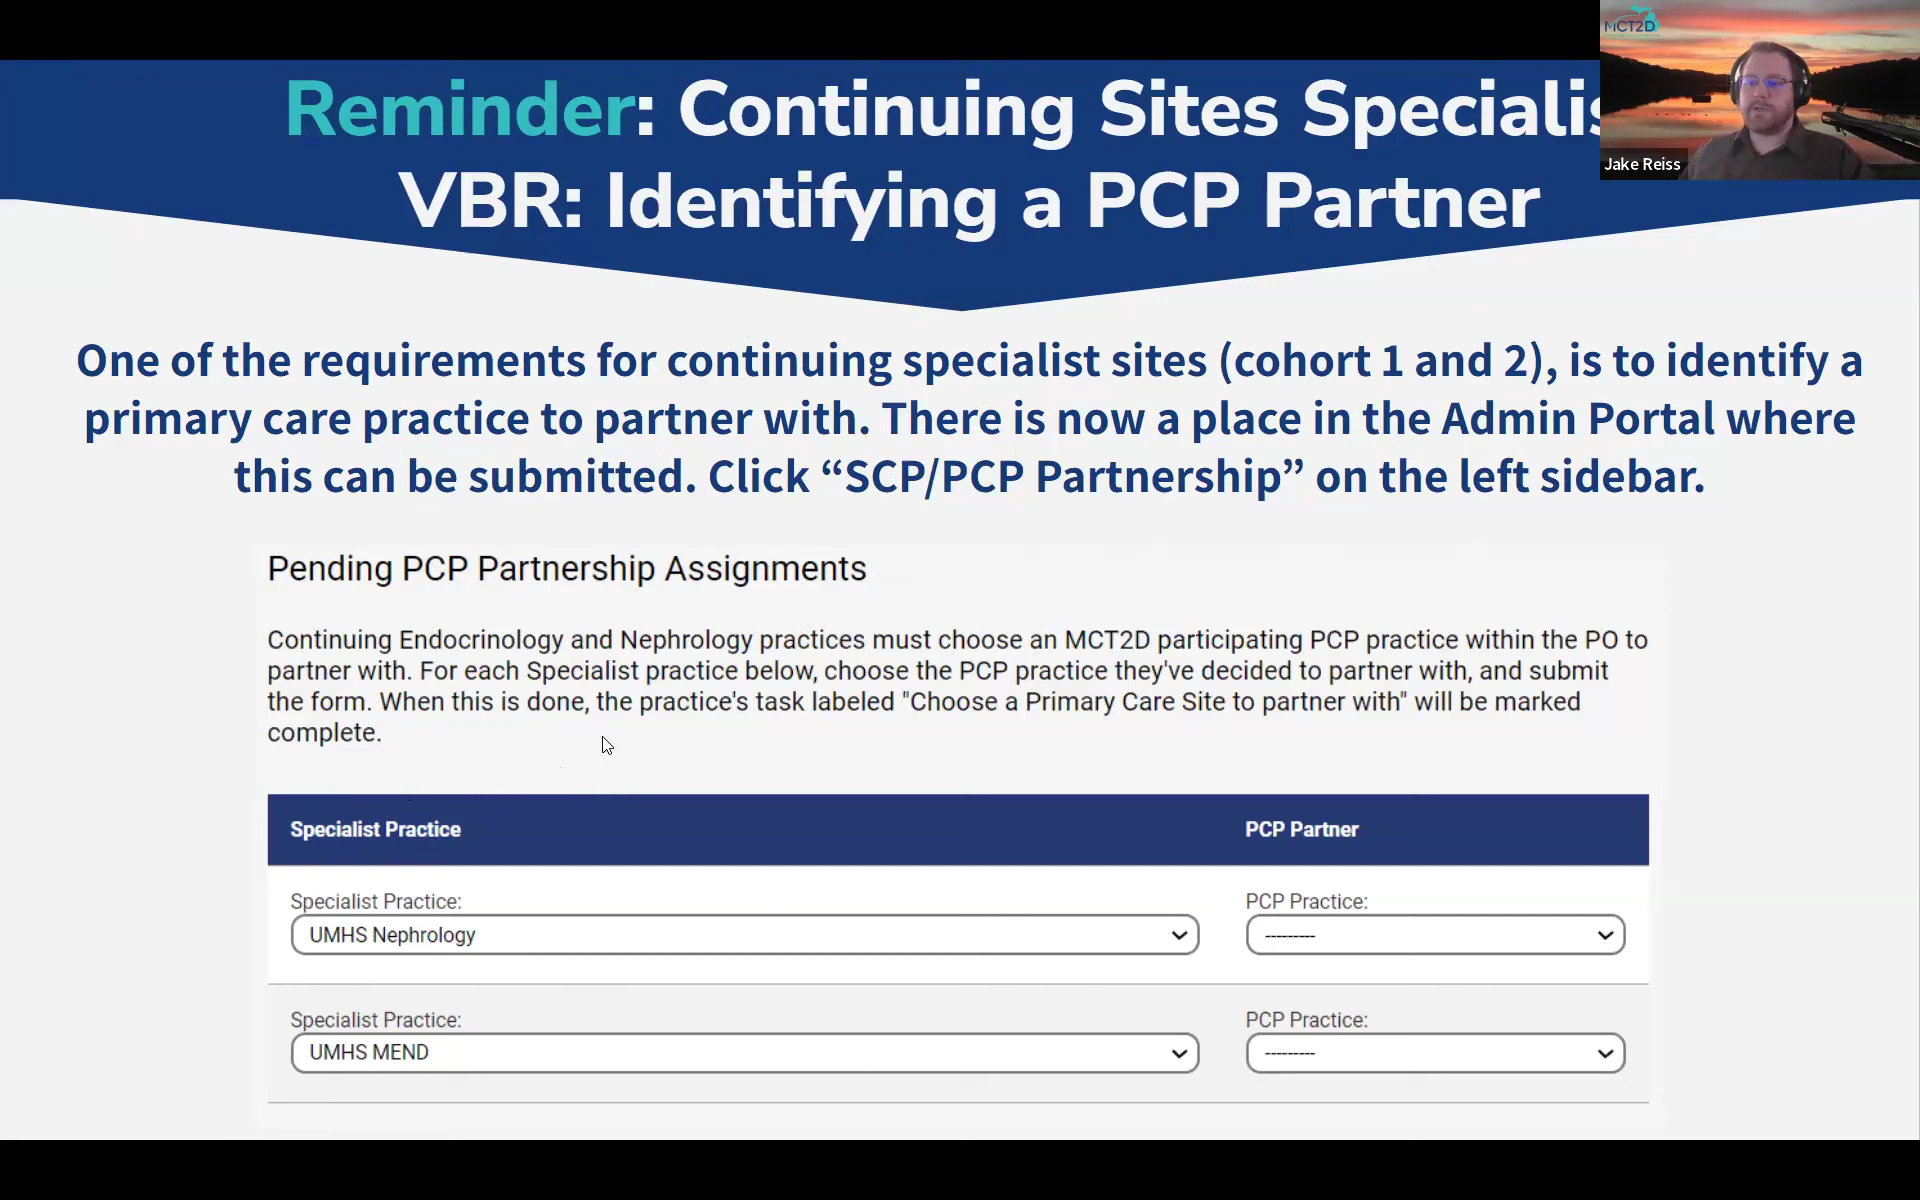 MCT2D
Jake Reiss
Reminder: Continuing Sites Specialis
VBR: Identifying a PCP Partner
One of the requirements for continuing specialist sites (cohort 1 and 2), is to identify a
primary care practice to partner with. There is now a place in the Admin Portal where
this can be submitted. Click “SCP/PCP Partnership” on the left sidebar.
Pending PCP Partnership Assignments
Continuing Endocrinology and Nephrology practices must choose an MCT2D participating PCP practice within the PO to
partner with. For each Specialist practice below, choose the PCP practice they've decided to partner with, and submit
the form. When this is done, the practice's task labeled "Choose a Primary Care Site to partner with" will be marked
complete.
Specialist Practice PCP Partner
Specialist Practice: PCP Practice:
UMHS Nephrology ---------
Specialist Practice: PCP Practice:
UMHS MEND ---------